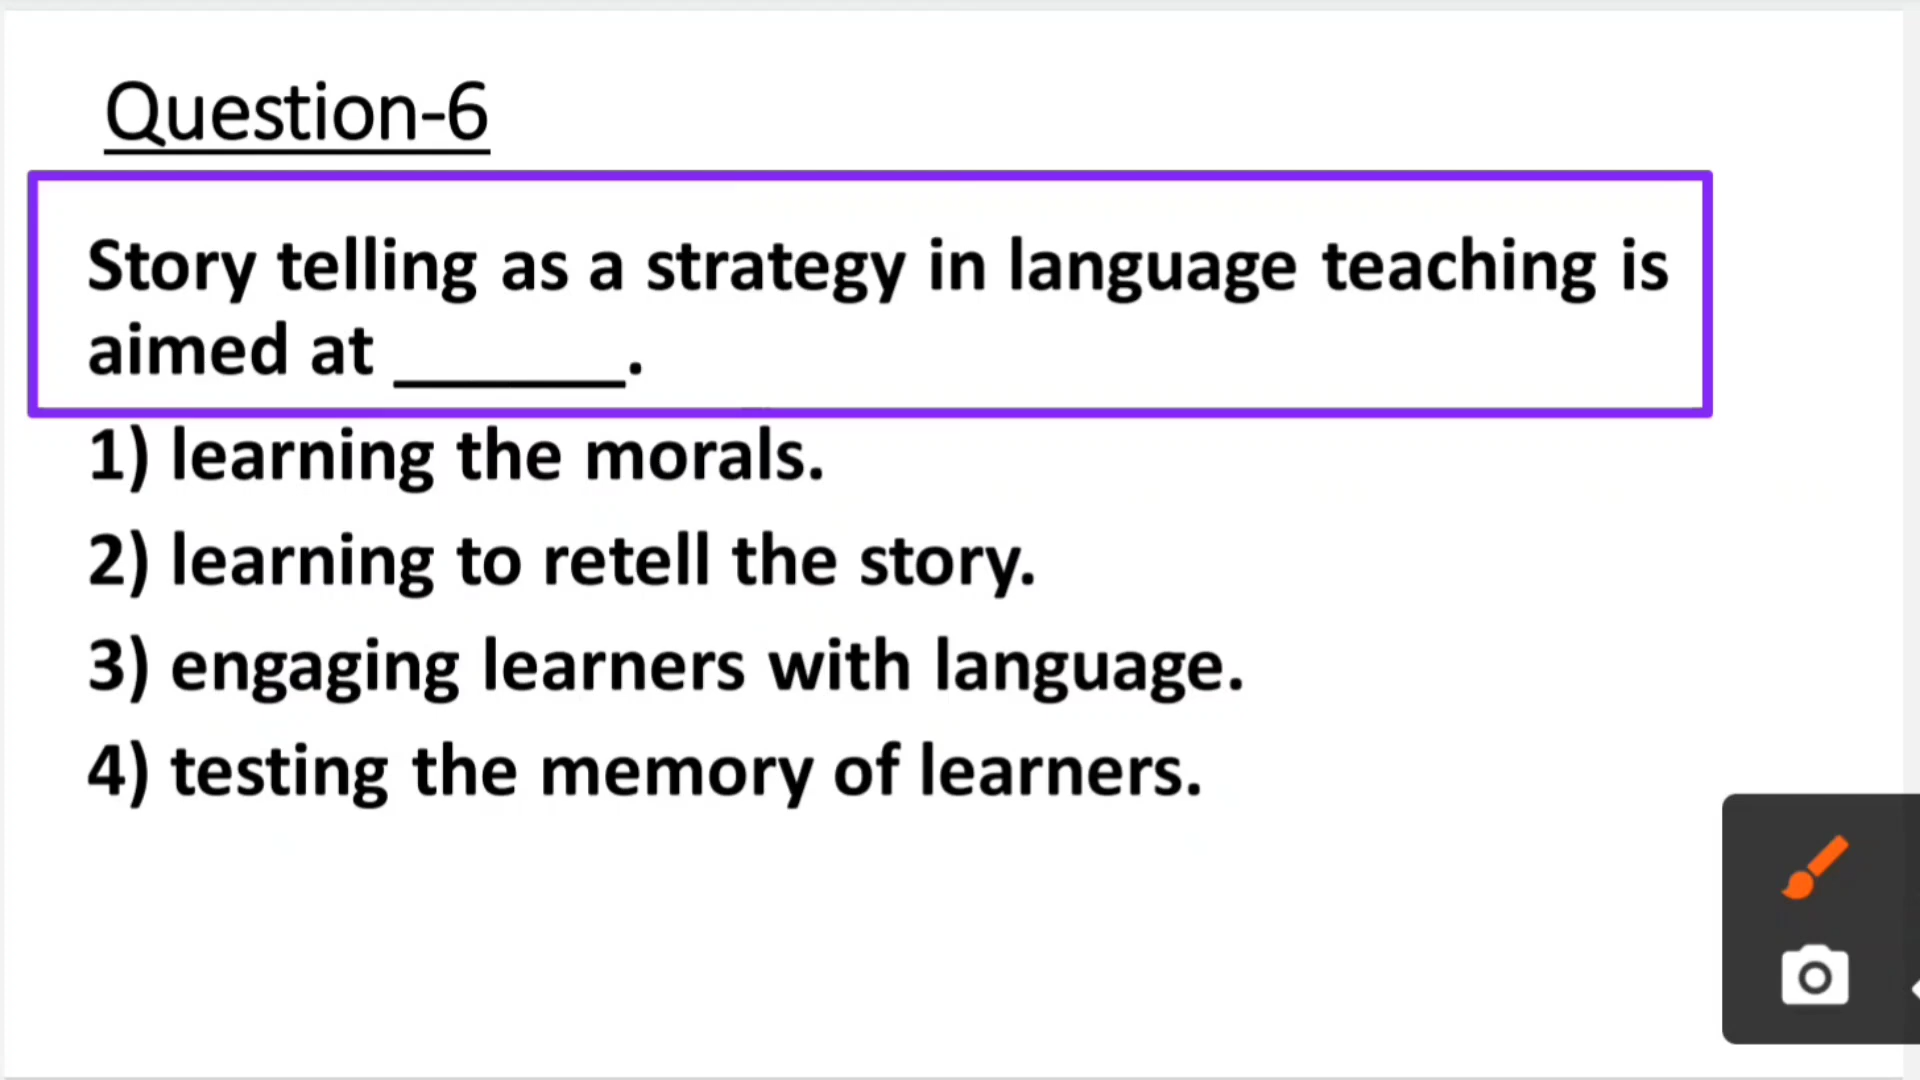 Question-6
Story telling as a strategy in language teaching is
aimed at ______.
1) learning the morals.
2) learning to retell the story.
3) engaging learners with language.
4) testing the memory of learners.